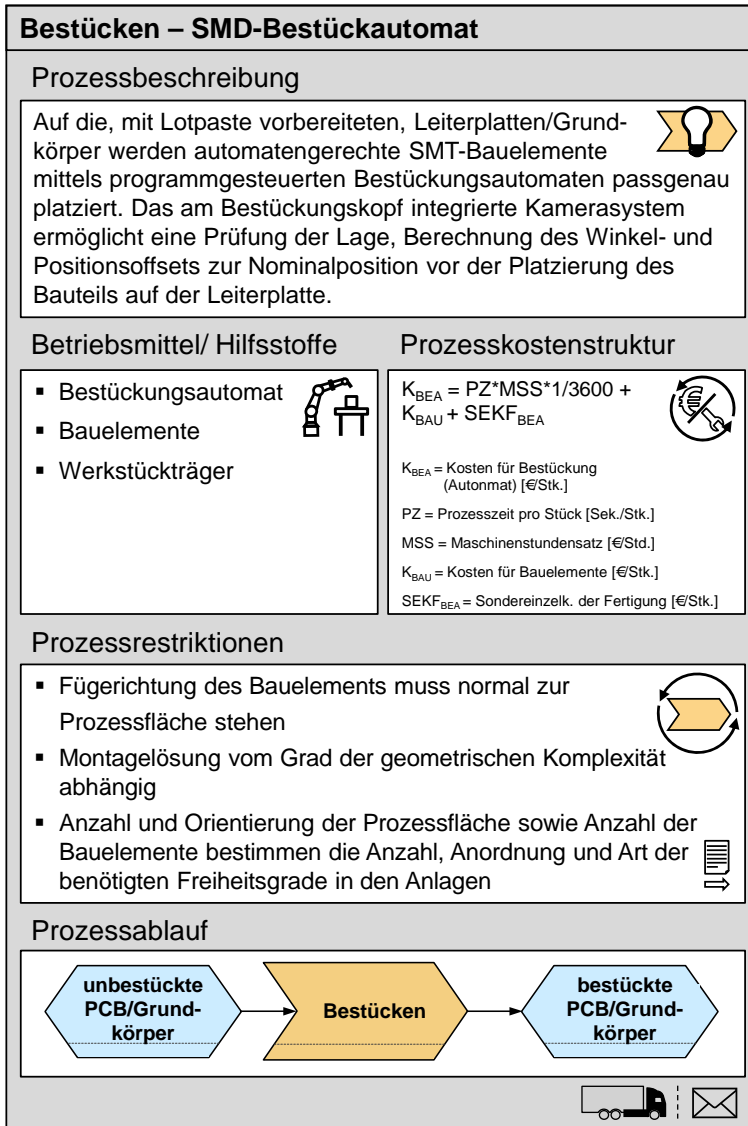 Bestücken – SMD-Bestückautomat
Prozessbeschreibung
Auf die, mit Lotpaste vorbereiteten, Leiterplatten/Grund-
körper werden automatengerechte SMT-Bauelemente
mittels programmgesteuerten Bestückungsautomaten passgenau
platziert. Das am Bestückungskopf integrierte Kamerasystem
ermöglicht eine Prüfung der Lage, Berechnung des Winkel- und
Positionsoffsets zur Nominalposition vor der Platzierung des
Bauteils auf der Leiterplatte.
Betriebsmittel/ Hilfsstoffe
▪ Bestückungsautomat
▪ Bauelemente
▪ Werkstückträger
Prozesskostenstruktur
K_BEA = PZ*MSS*1/3600 +
K_BAU + SEKF_BEA
€
K_BEA = Kosten für Bestückung
(Autonmat) [€/Stk.]
PZ = Prozesszeit pro Stück [Sek./Stk.]
MSS = Maschinenstundensatz [€/Std.]
K_BAU = Kosten für Bauelemente [€/Stk.]
SEKF_BEA = Sondereinzelk. der Fertigung [€/Stk.]
Prozessrestriktionen
▪ Fügerichtung des Bauelements muss normal zur
Prozessfläche stehen
▪ Montagelösung vom Grad der geometrischen Komplexität
abhängig
▪ Anzahl und Orientierung der Prozessfläche sowie Anzahl der
Bauelemente bestimmen die Anzahl, Anordnung und Art der
benötigten Freiheitsgrade in den Anlagen
Prozessablauf
unbestückte
PCB/Grund-
körper
Bestücken
bestückte
PCB/Grund-
körper